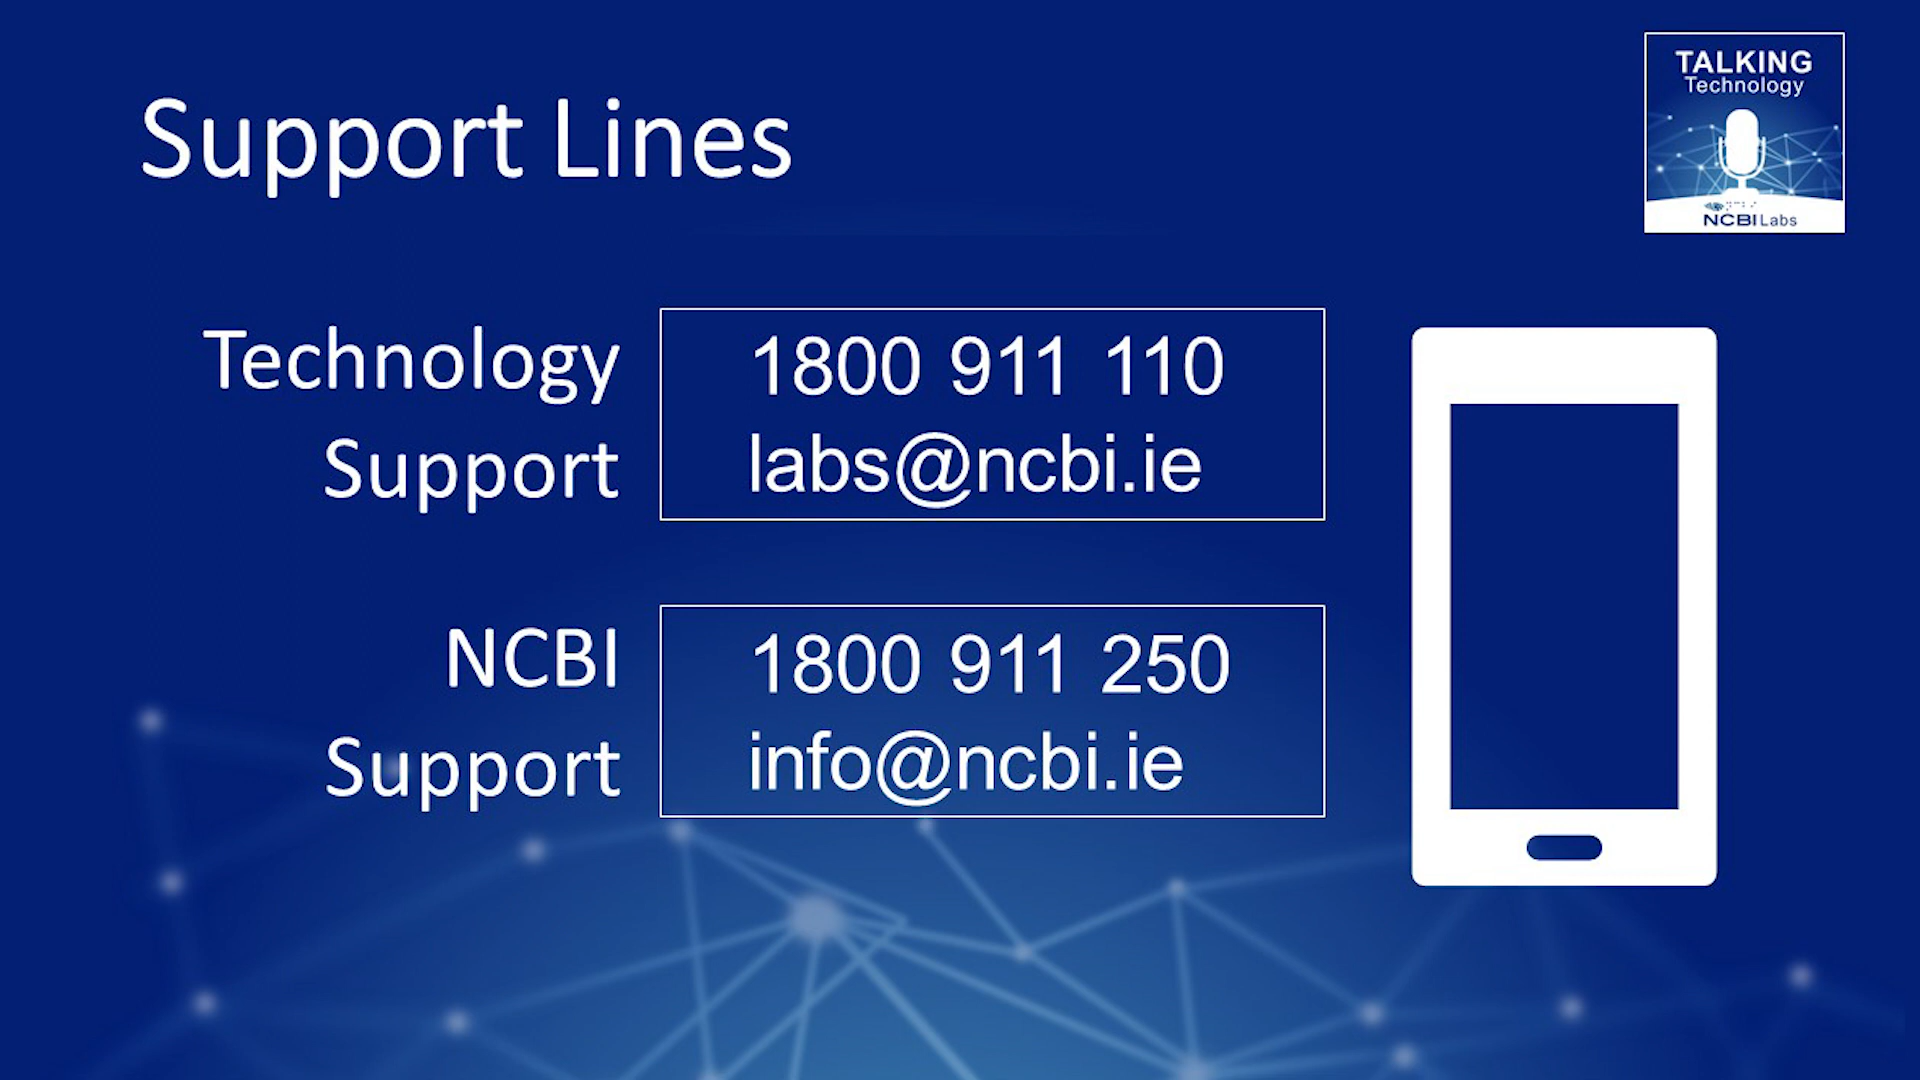 Support Lines
TALKING
Technology
NCBI Labs
Technology
Support
1800 911 110
labs@ncbi.ie
NCBI
Support
1800 911 250
info@ncbi.ie